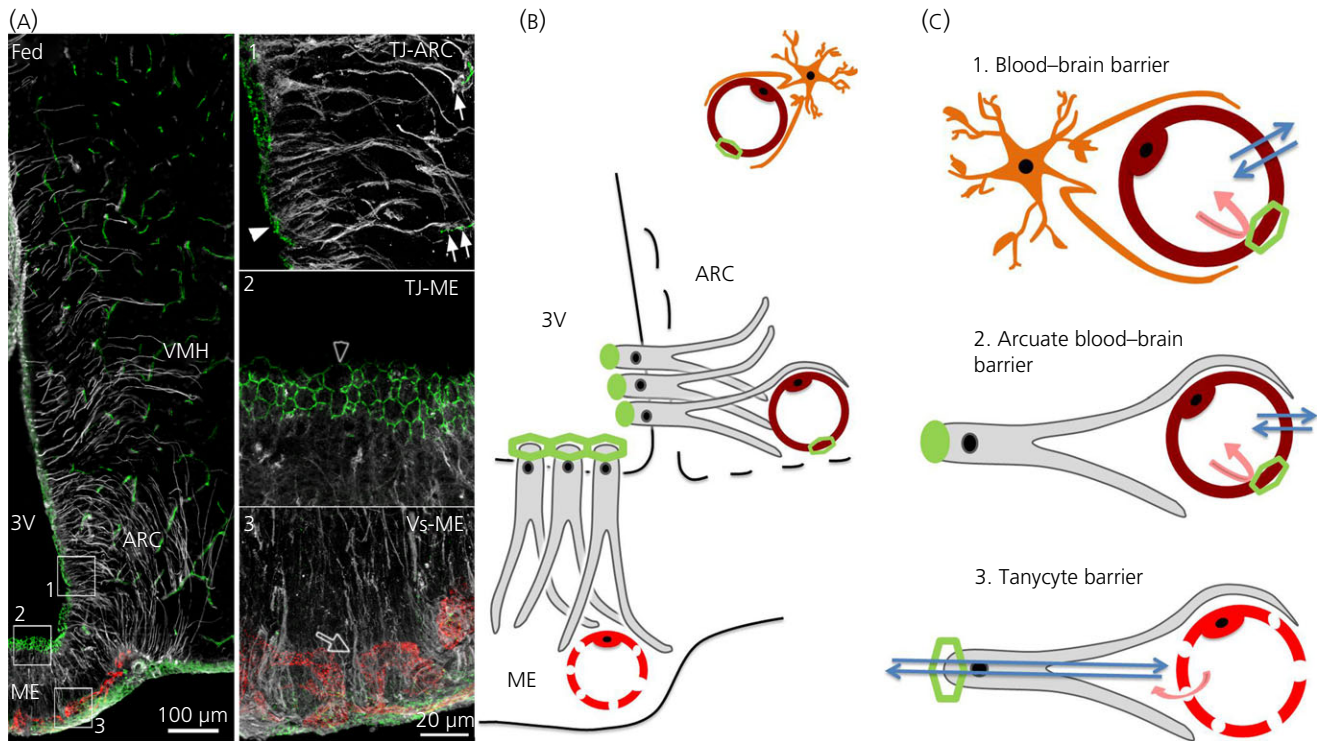 (A)
Fed
VMH
3V
ARC
1
2
ME
3
100 µm
1
TJ-ARC
2
TJ-ME
3
Vs-ME
20 µm
(B)
ARC
3V
ME
(C)
1. Blood–brain barrier
2. Arcuate blood–brain
barrier
3. Tanycyte barrier